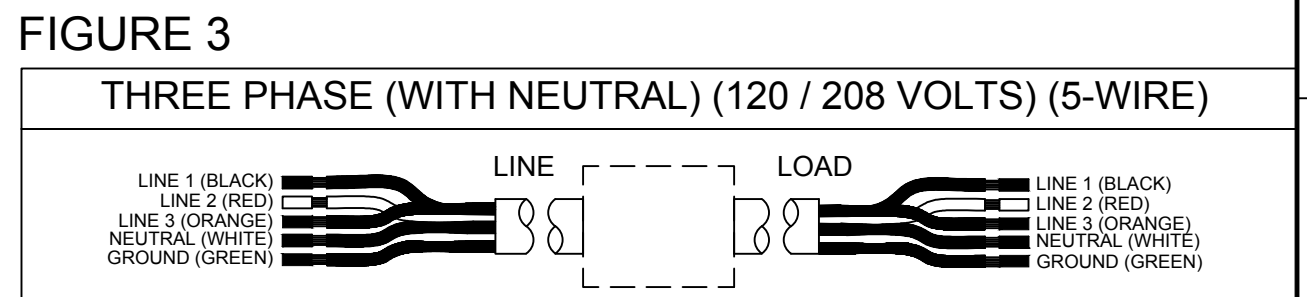 FIGURE 3
THREE PHASE (WITH NEUTRAL) (120 / 208 VOLTS) (5-WIRE)
LINE
LOAD
LINE 1 (BLACK)
LINE 2 (RED)
LINE 3 (ORANGE)
NEUTRAL (WHITE)
GROUND (GREEN)
LINE 1 (BLACK)
LINE 2 (RED)
LINE 3 (ORANGE)
NEUTRAL (WHITE)
GROUND (GREEN)